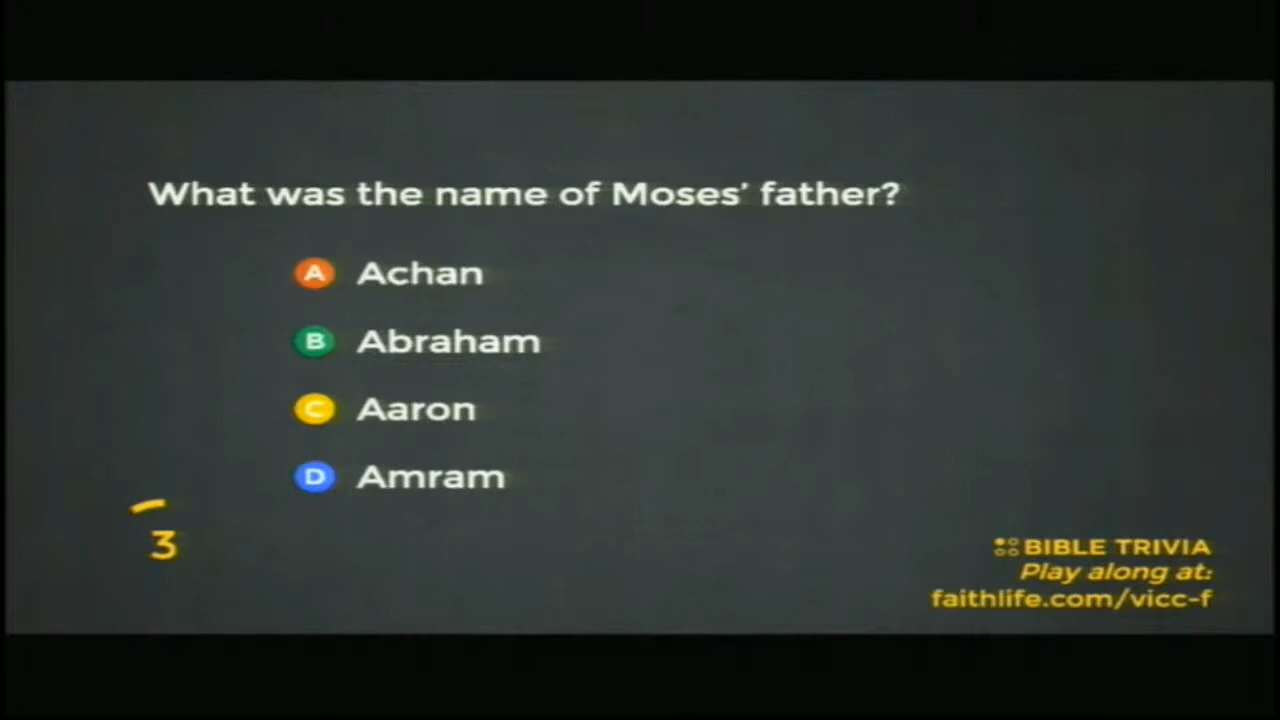 What was the name of Moses' father?
A Achan
B Abraham
C Aaron
D Amram
3
BIBLE TRIVIA
Play along at:
faithlife.com/vicc-f